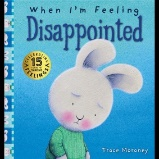 When I'm Feeling
Disappointed
15
Trace Moroney